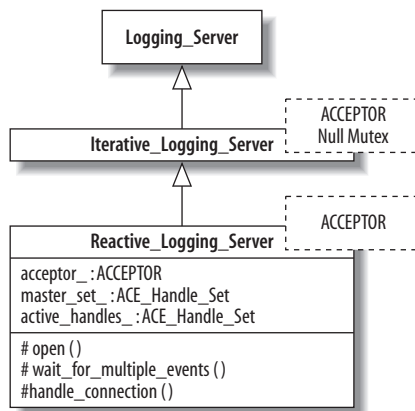 Logging_Server
ACCEPTOR
Null Mutex
Iterative_Logging_Server
ACCEPTOR
Reactive_Logging_Server
acceptor_ : ACCEPTOR
master_set_ : ACE_Handle_Set
active_handles_ : ACE_Handle_Set
# open ( )
# wait_for_multiple_events ( )
#handle_connection ( )